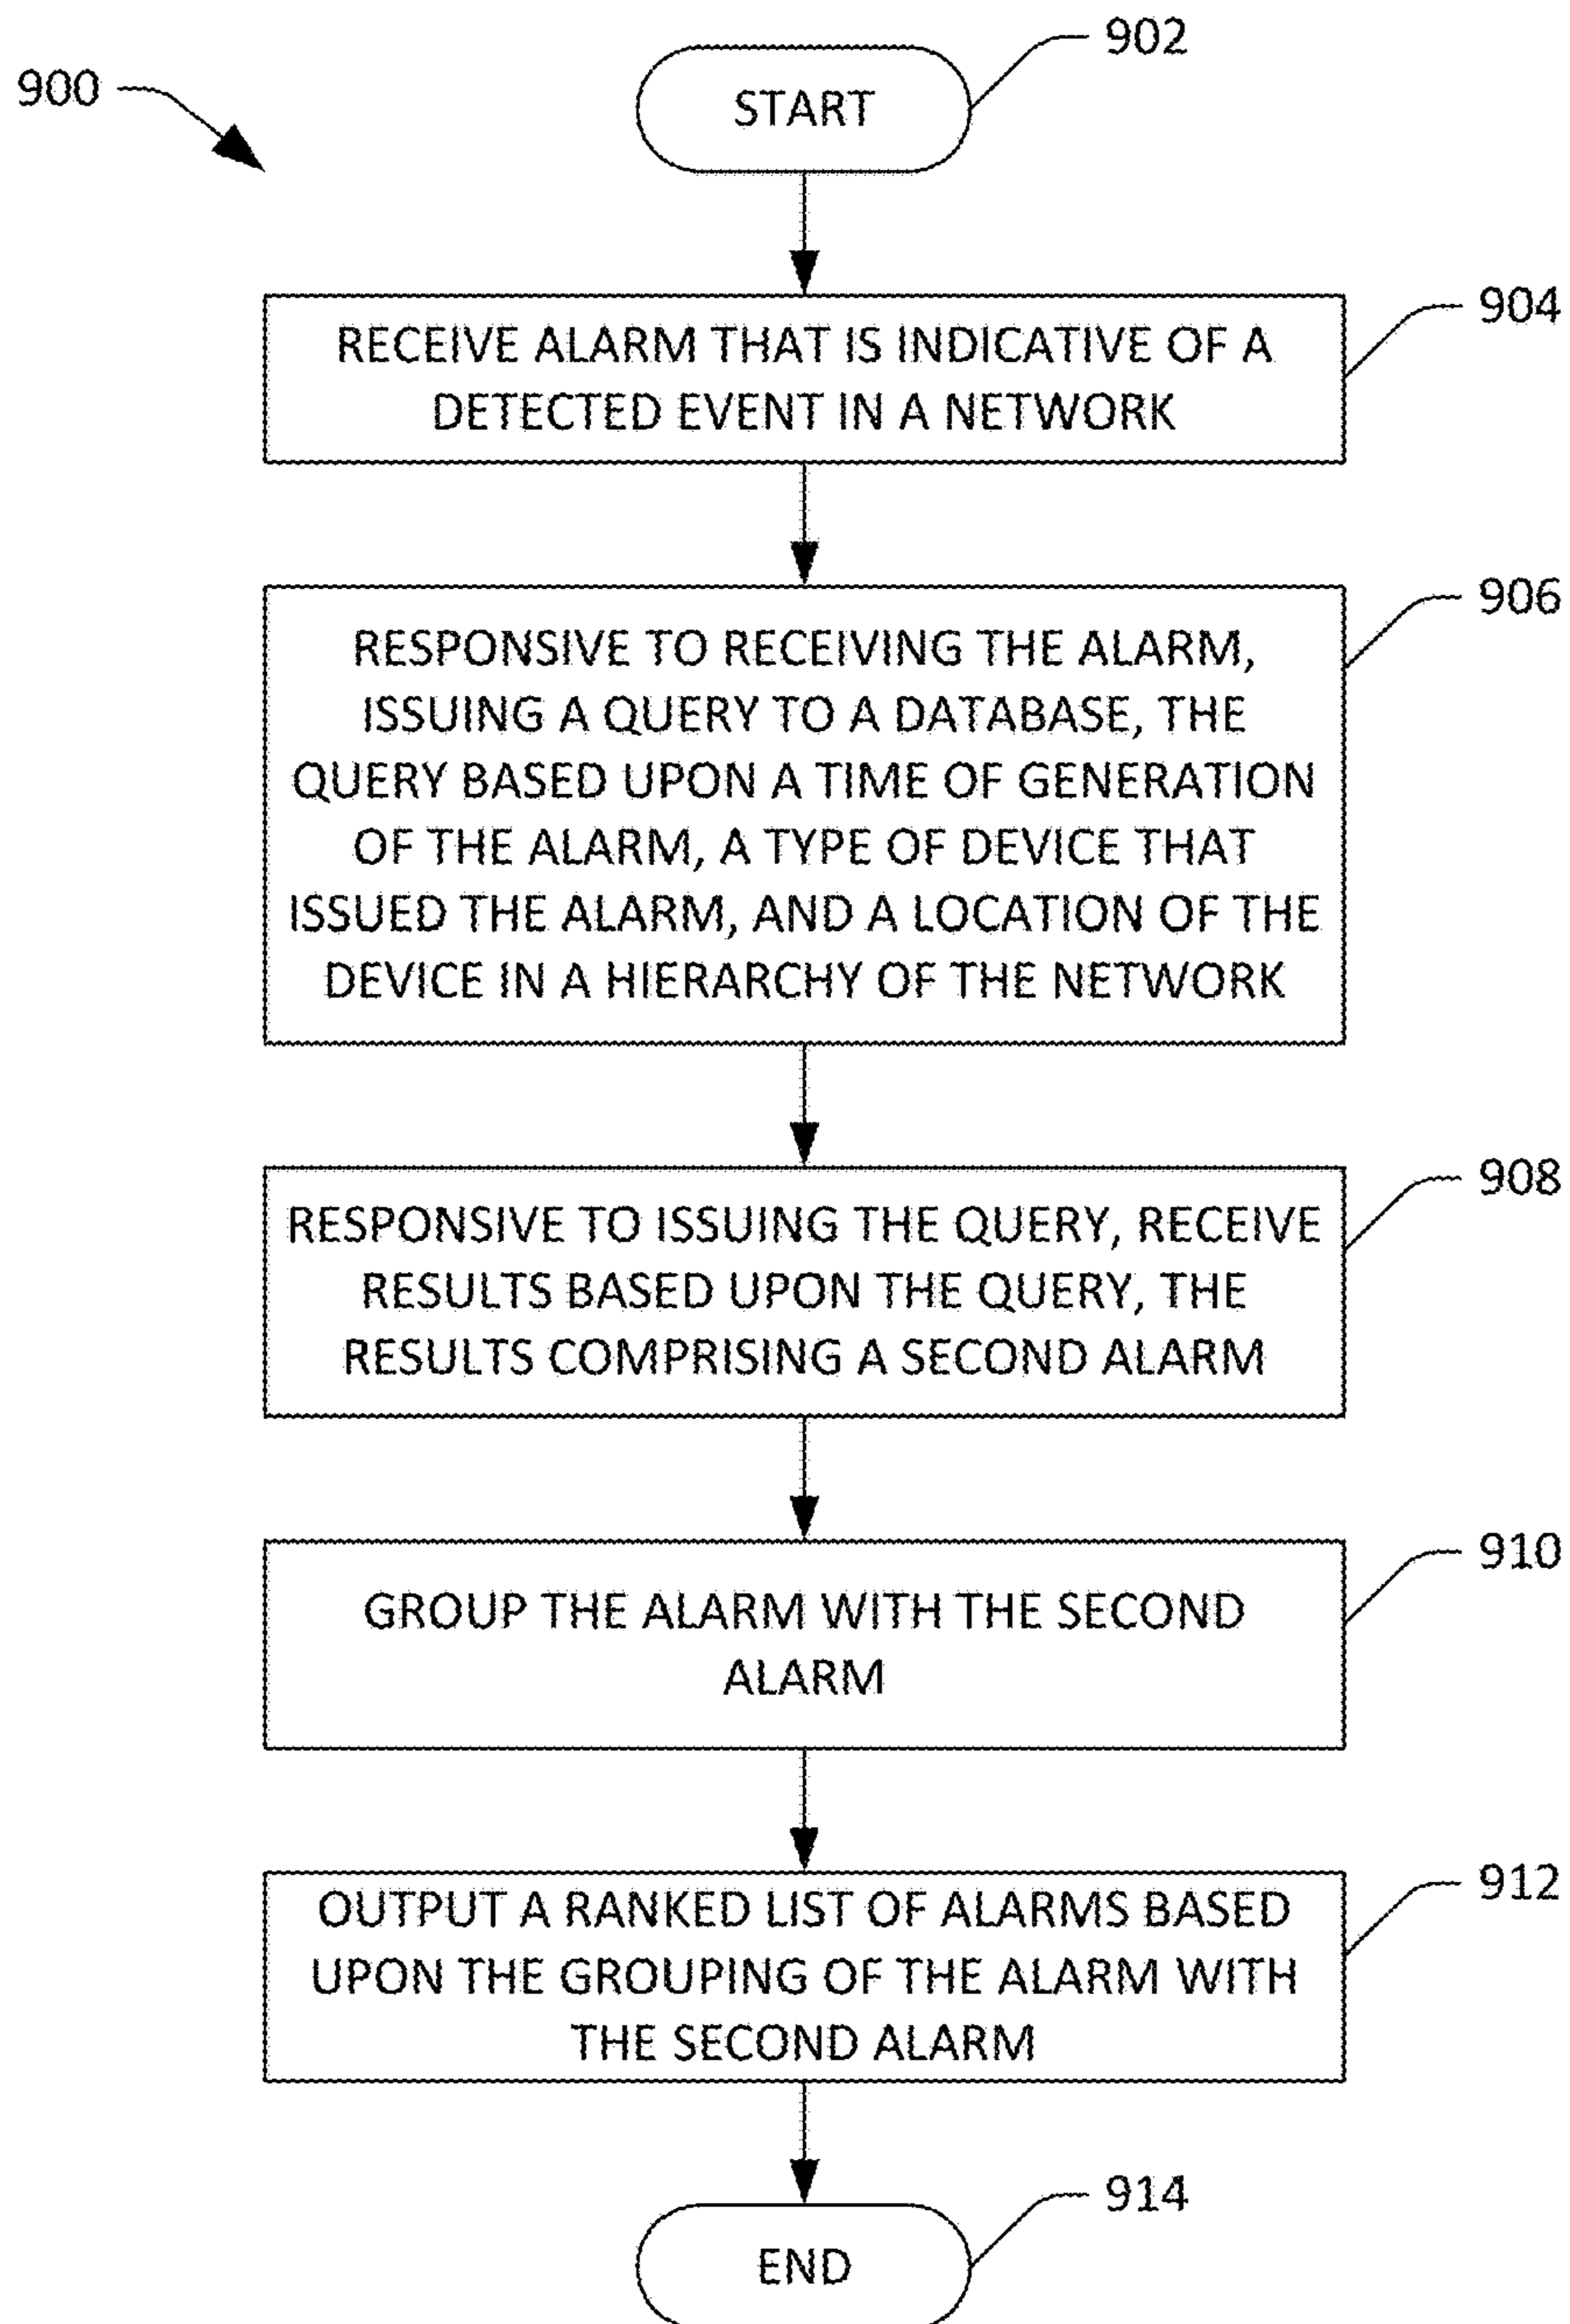 900
902
START
904
RECEIVE ALARM THAT IS INDICATIVE OF A
DETECTED EVENT IN A NETWORK
906
RESPONSIVE TO RECEIVING THE ALARM,
ISSUING A QUERY TO A DATABASE, THE
QUERY BASED UPON A TIME OF GENERATION
OF THE ALARM, A TYPE OF DEVICE THAT
ISSUED THE ALARM, AND A LOCATION OF THE
DEVICE IN A HIERARCHY OF THE NETWORK
908
RESPONSIVE TO ISSUING THE QUERY, RECEIVE
RESULTS BASED UPON THE QUERY, THE
RESULTS COMPRISING A SECOND ALARM
910
GROUP THE ALARM WITH THE SECOND
ALARM
912
OUTPUT A RANKED LIST OF ALARMS BASED
UPON THE GROUPING OF THE ALARM WITH
THE SECOND ALARM
914
END